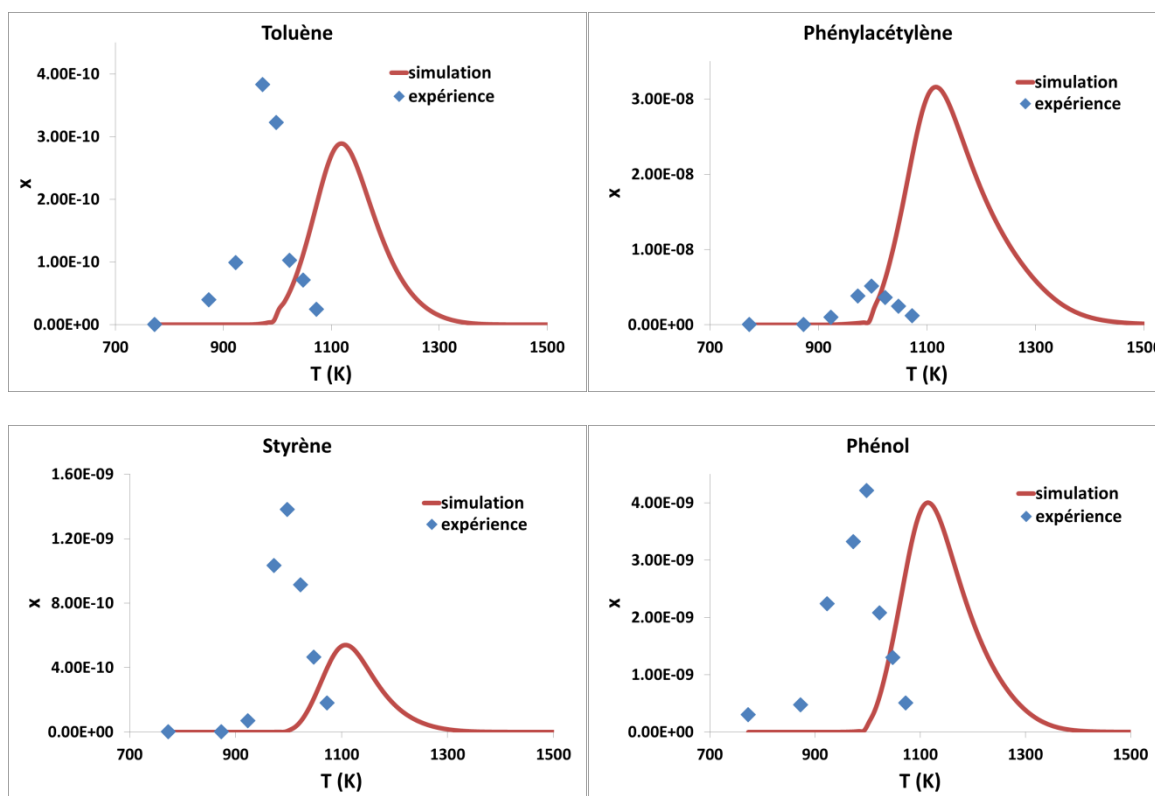 Toluène
4.00E-10
3.00E-10
2.00E-10
1.00E-10
0.00E+00
x
simulation
expérience
700 900 1100 1300 1500
T (K)
Phénylacétylène
3.00E-08
2.00E-08
1.00E-08
0.00E+00
x
simulation
expérience
700 900 1100 1300 1500
T (K)
Styrène
1.60E-09
1.20E-09
8.00E-10
4.00E-10
0.00E+00
x
simulation
expérience
700 900 1100 1300 1500
T (K)
Phénol
4.00E-09
3.00E-09
2.00E-09
1.00E-09
0.00E+00
x
simulation
expérience
700 900 1100 1300 1500
T (K)